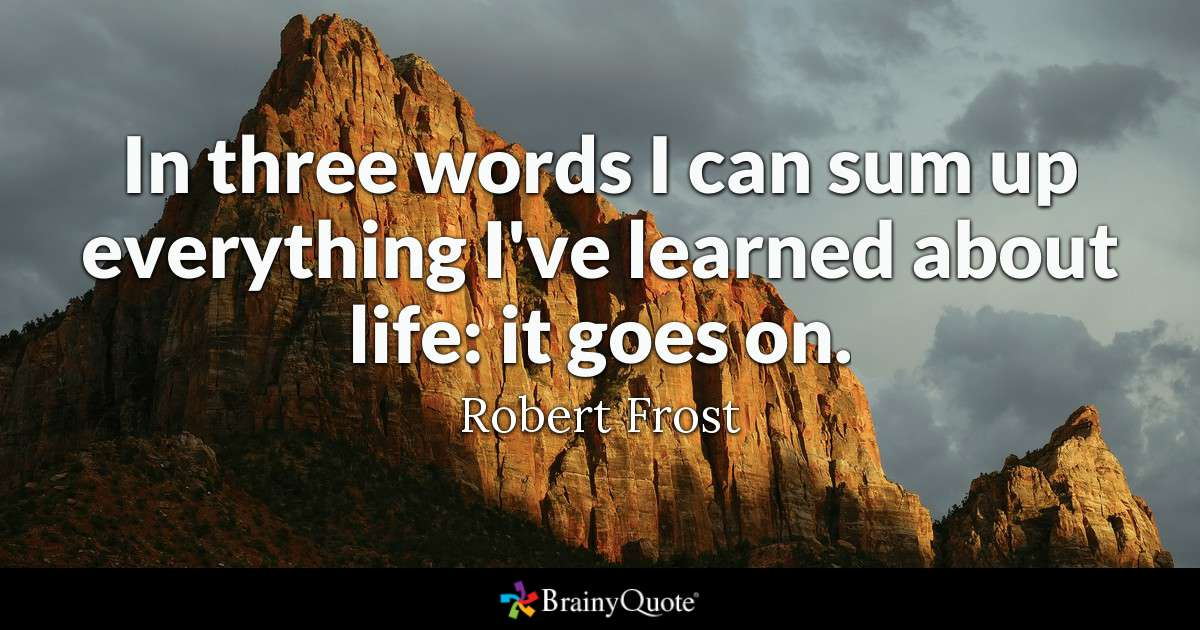 In three words I can sum up
everything I've learned about
life: it goes on.
Robert Frost
BrainyQuote®